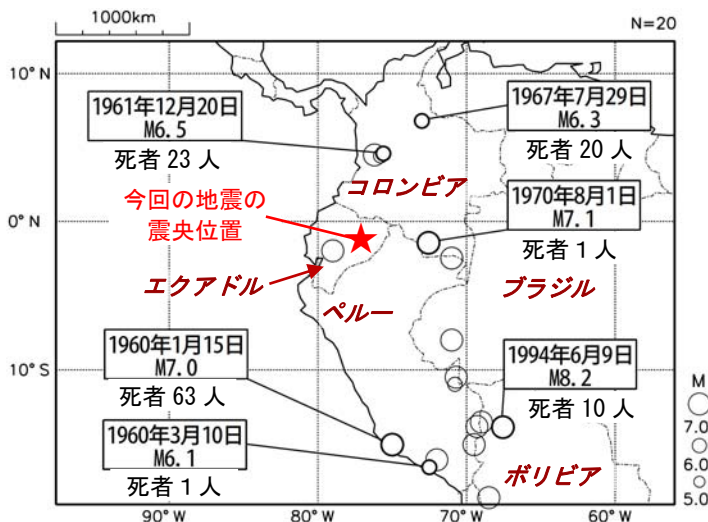 1000km
N=20
10°N
1961年12月20日
M6.5
死者 23 人
1967年7月29日
M6.3
死者 20 人
コロンビア
今回の地震の
震央位置
1970年8月1日
M7.1
死者 1 人
0°N
エクアドル
ペルー
ブラジル
1960年1月15日
M7.0
死者 63 人
1994年6月9日
M8.2
死者 10 人
10°S
1960年3月10日
M6.1
死者 1 人
ボリビア
M
7.0
6.0
5.0
90°W
80°W
70°W
60°W